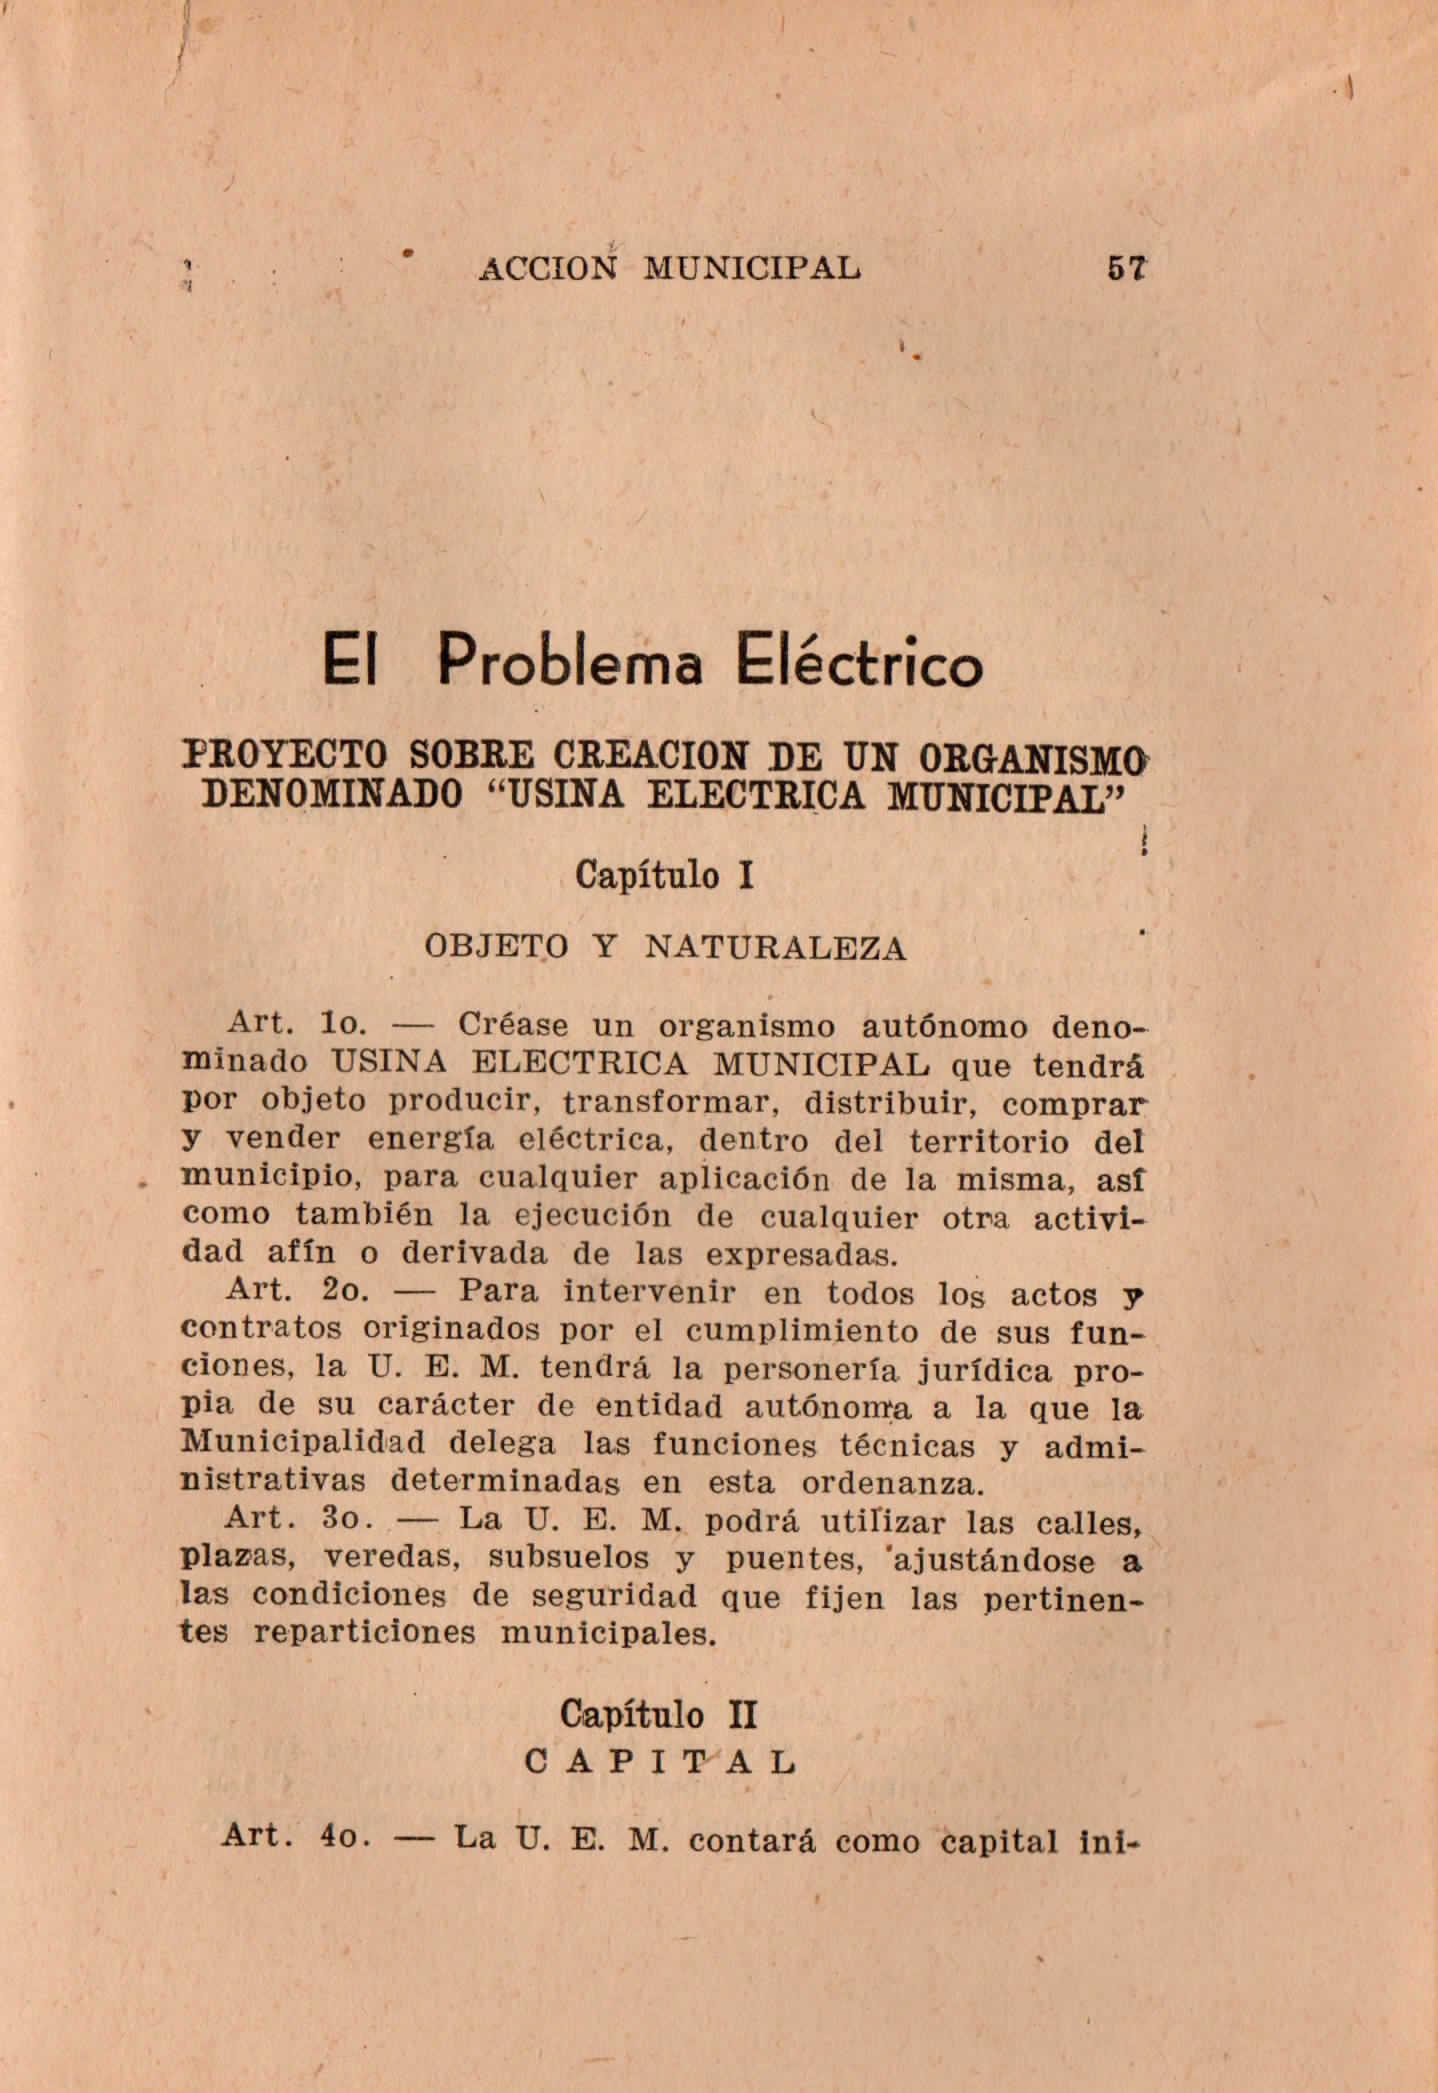 ACCION MUNICIPAL 57
El Problema Eléctrico
PROYECTO SOBRE CREACION DE UN ORGANISMO
DENOMINADO “USINA ELECTRICA MUNICIPAL”
Capítulo I
OBJETO Y NATURALEZA
Art. 1o. — Créase un organismo autónomo deno-
minado USINA ELECTRICA MUNICIPAL que tendrá
por objeto producir, transformar, distribuir, comprar
y vender energía eléctrica, dentro del territorio del
municipio, para cualquier aplicación de la misma, así
como también la ejecución de cualquier otra activi-
dad afín o derivada de las expresadas.
Art. 2o. — Para intervenir en todos los actos y
contratos originados por el cumplimiento de sus fun-
ciones, la U. E. M. tendrá la personería jurídica pro-
pia de su carácter de entidad autónoma a la que la
Municipalidad delega las funciones técnicas y admi-
nistrativas determinadas en esta ordenanza.
Art. 3o. — La U. E. M. podrá utilizar las calles,
plazas, veredas, subsuelos y puentes, ajustándose a
las condiciones de seguridad que fijen las pertinen-
tes reparticiones municipales.
Capítulo II
C A P I T A L
Art. 4o. — La U. E. M. contará como capital ini-